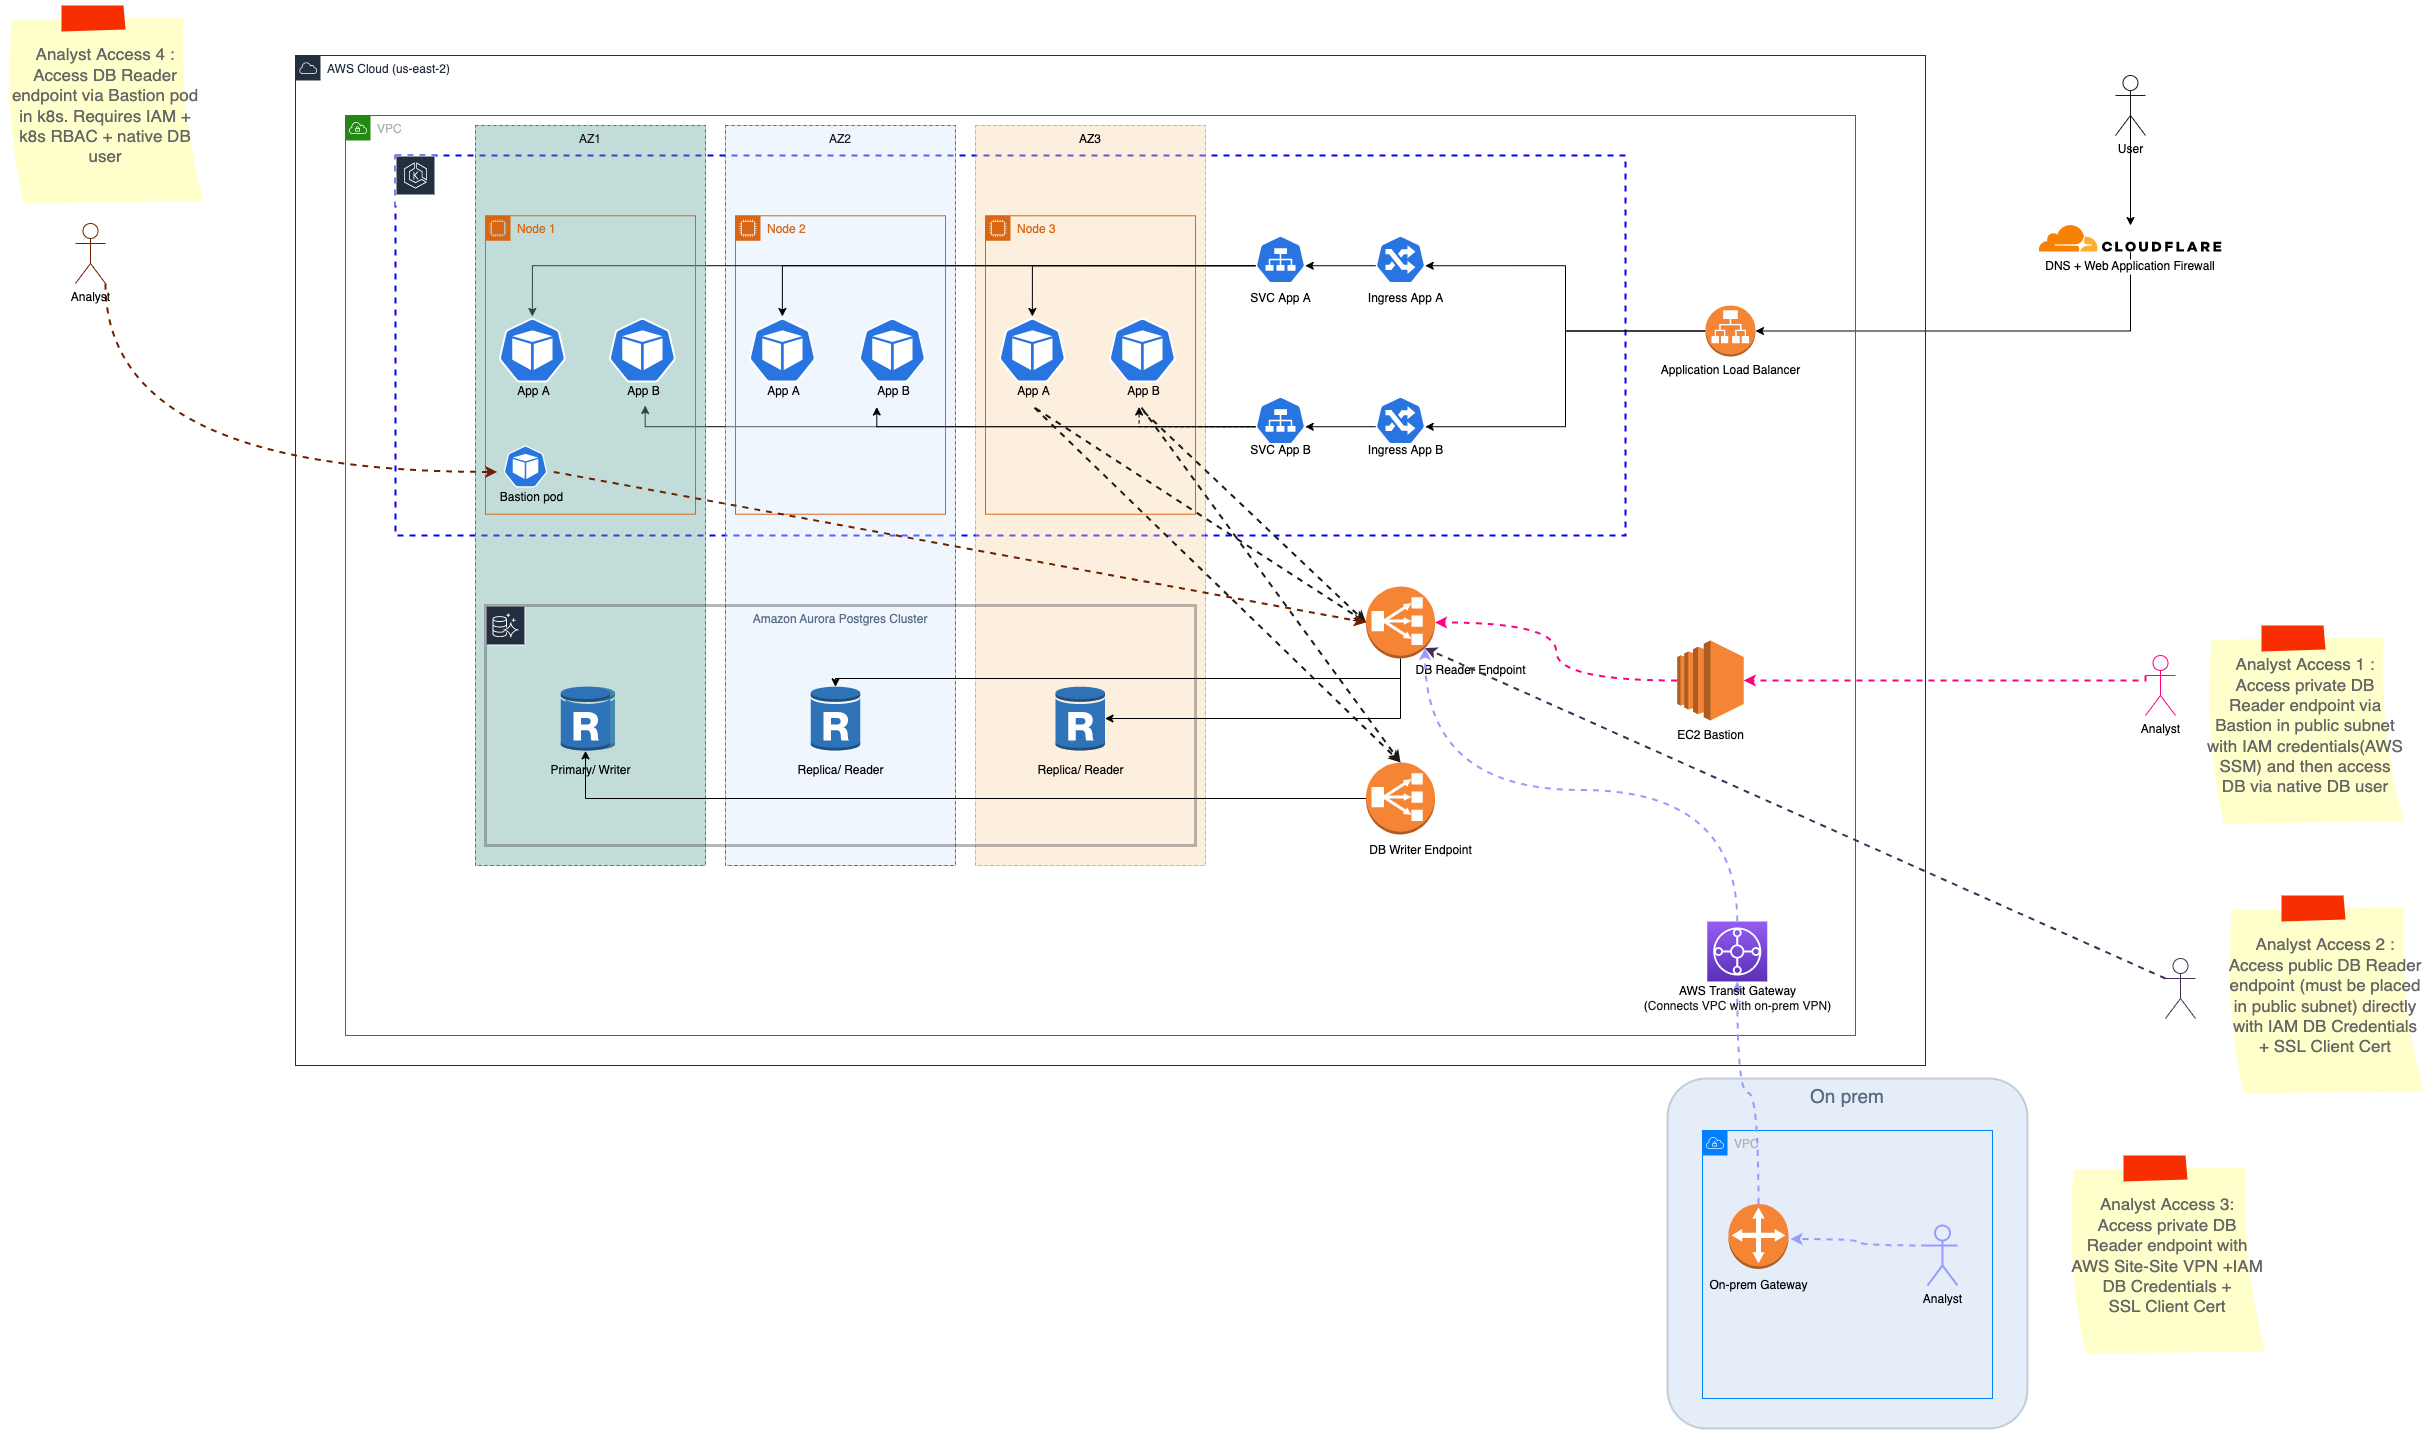 Analyst Access 4 :
Access DB Reader
endpoint via Bastion pod
in k8s. Requires IAM +
k8s RBAC + native DB
user
Analyst
AWS Cloud (us-east-2)
VPC
AZ1
AZ2
AZ3
Node 1
Node 2
Node 3
App A
App B
App A
App B
App A
App B
Bastion pod
SVC App A
Ingress App A
SVC App B
Ingress App B
Application Load Balancer
User
CLOUDFLARE
DNS + Web Application Firewall
Amazon Aurora Postgres Cluster
R
Primary/ Writer
R
Replica/ Reader
R
Replica/ Reader
DB Reader Endpoint
DB Writer Endpoint
EC2 Bastion
Analyst
Analyst Access 1 :
Access private DB
Reader endpoint via
Bastion in public subnet
with IAM credentials(AWS
SSM) and then access
DB via native DB user
Analyst Access 2 :
Access public DB Reader
endpoint (must be placed
in public subnet) directly
with IAM DB Credentials
+ SSL Client Cert
AWS Transit Gateway
(Connects VPC with on-prem VPN)
On prem
VPC
On-prem Gateway
Analyst
Analyst Access 3:
Access private DB
Reader endpoint with
AWS Site-Site VPN +IAM
DB Credentials +
SSL Client Cert